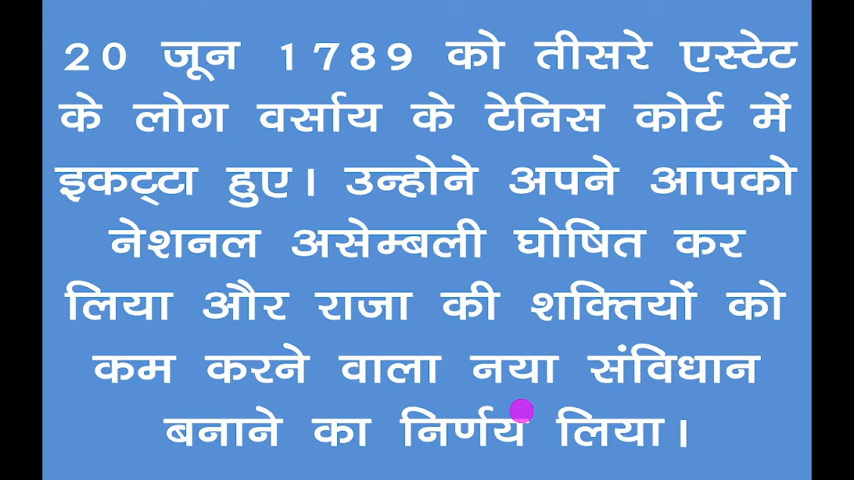 20 जून 1789 को तीसरे एस्टेट
के लोग वर्साय के टेनिस कोर्ट में
इकट्टा हुए। उन्होने अपने आपको
नेशनल असेम्बली घोषित कर
लिया और राजा की शक्तियों को
कम करने वाला नया संविधान
बनाने का निर्णय लिया।